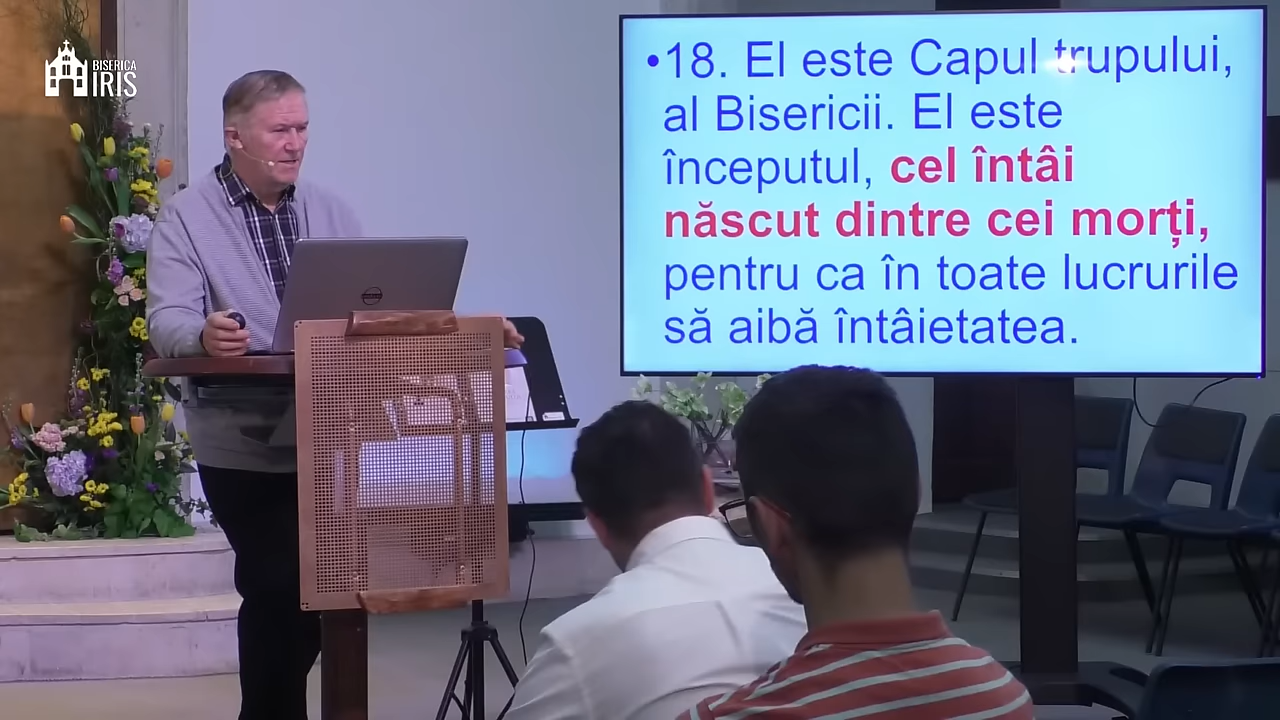 BISERICA
IRIS
•18. El este Capul trupului,
al Bisericii. El este
începutul, cel întâi
născut dintre cei morți,
pentru ca în toate lucrurile
să aibă întâietatea.